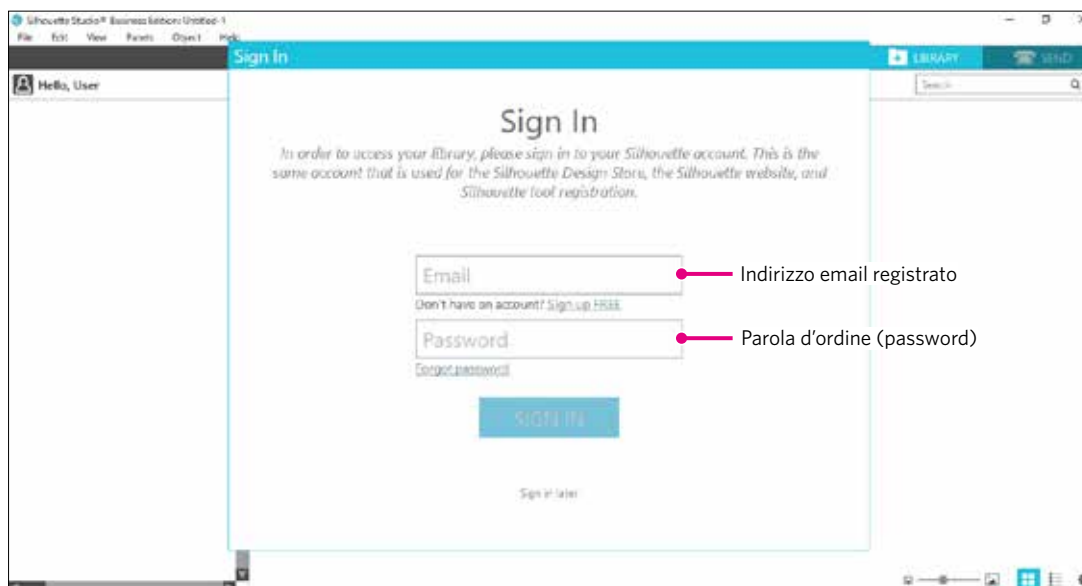 Silhouette Studio® Business Edition: Untitled-1
File Edit View Panels Object Help
Sign In
LIBRARY
SEND
Hello, User
Search
Sign In
In order to access your library, please sign in to your Silhouette account. This is the
same account that is used for the Silhouette Design Store, the Silhouette website, and
Silhouette tool registration.
Email
Indirizzo email registrato
Don't have an account? Sign up FREE
Password
Parola d’ordine (password)
Forgot password
SIGN IN
Sign in later